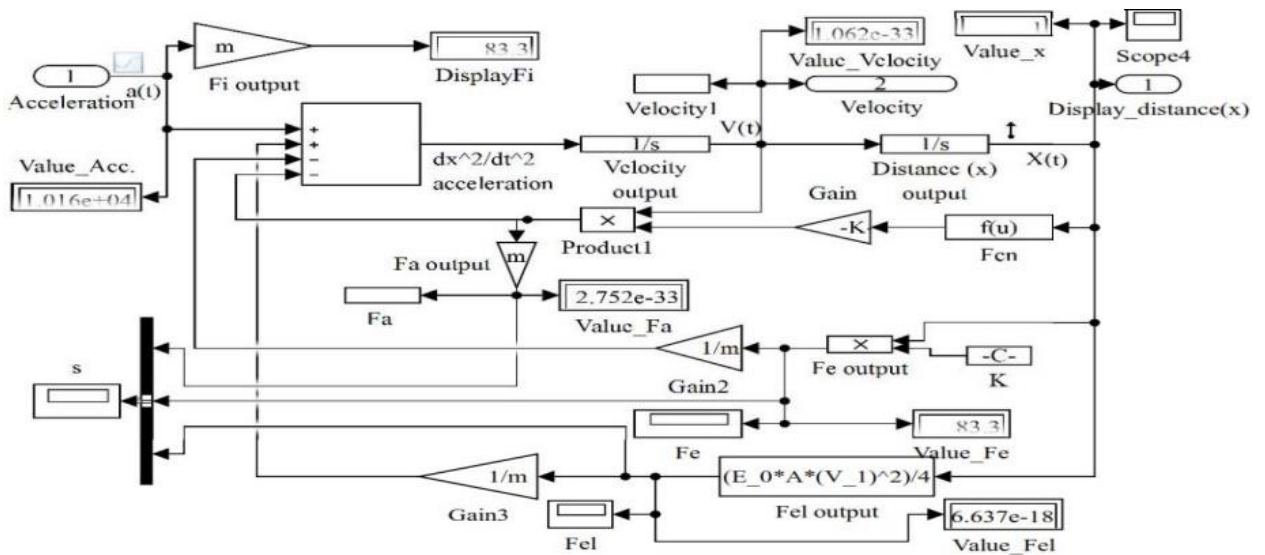 1
Acceleration
a(t)
m
Fi output
83.3
DisplayFi
Value_Acc.
1.016e+04
+
+
−
−
dx^2/dt^2
acceleration
1/s
Velocity
output
V(t)
Velocity1
1.062e-33
Value_Velocity
2
Velocity
1
Value_x
Scope4
1
Display_distance(x)
1/s
Distance (x)
output
X(t)
Gain
-K
f(u)
Fcn
×
Product1
m
Fa output
Fa
2.752e-33
Value_Fa
s
1/m
Gain2
×
Fe output
-C-
K
Fe
83.3
Value_Fe
1/m
Gain3
Fel
(E_0*A*(V_1)^2)/4
Fel output
6.637e-18
Value_Fel